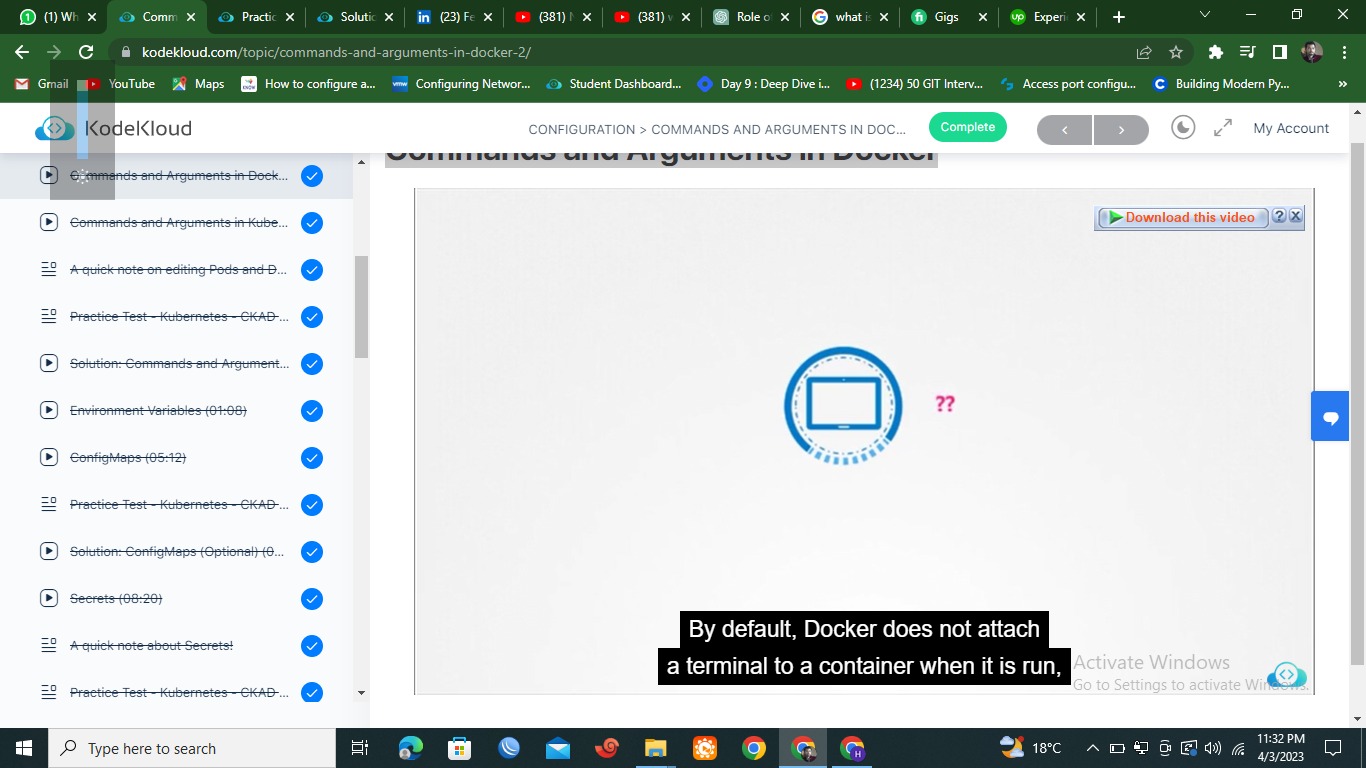 (1) Wh
Comm
Practic
Solutic
(23) Fe
(381) N
(381) w
Role o
what is
Gigs
Experi
kodekloud.com/topic/commands-and-arguments-in-docker-2/
Gmail
YouTube
Maps
How to configure a...
Configuring Networ...
Student Dashboard...
Day 9 : Deep Dive i...
(1234) 50 GIT Interv...
Access port configu...
Building Modern Py...
KodeKloud
CONFIGURATION > COMMANDS AND ARGUMENTS IN DOC...
Complete
My Account
Commands and Arguments in Docker
Commands and Arguments in Dock...
Commands and Arguments in Kube...
A quick note on editing Pods and D...
Practice Test - Kubernetes - CKAD ...
Solution: Commands and Argument...
Environment Variables (01:08)
ConfigMaps (05:12)
Practice Test - Kubernetes - CKAD ...
Solution: ConfigMaps (Optional) (0...
Secrets (08:20)
A quick note about Secrets!
Practice Test - Kubernetes - CKAD ...
Download this video
??
By default, Docker does not attach
a terminal to a container when it is run,
Activate Windows
Go to Settings to activate Windows.
Type here to search
18°C
11:32 PM
4/3/2023